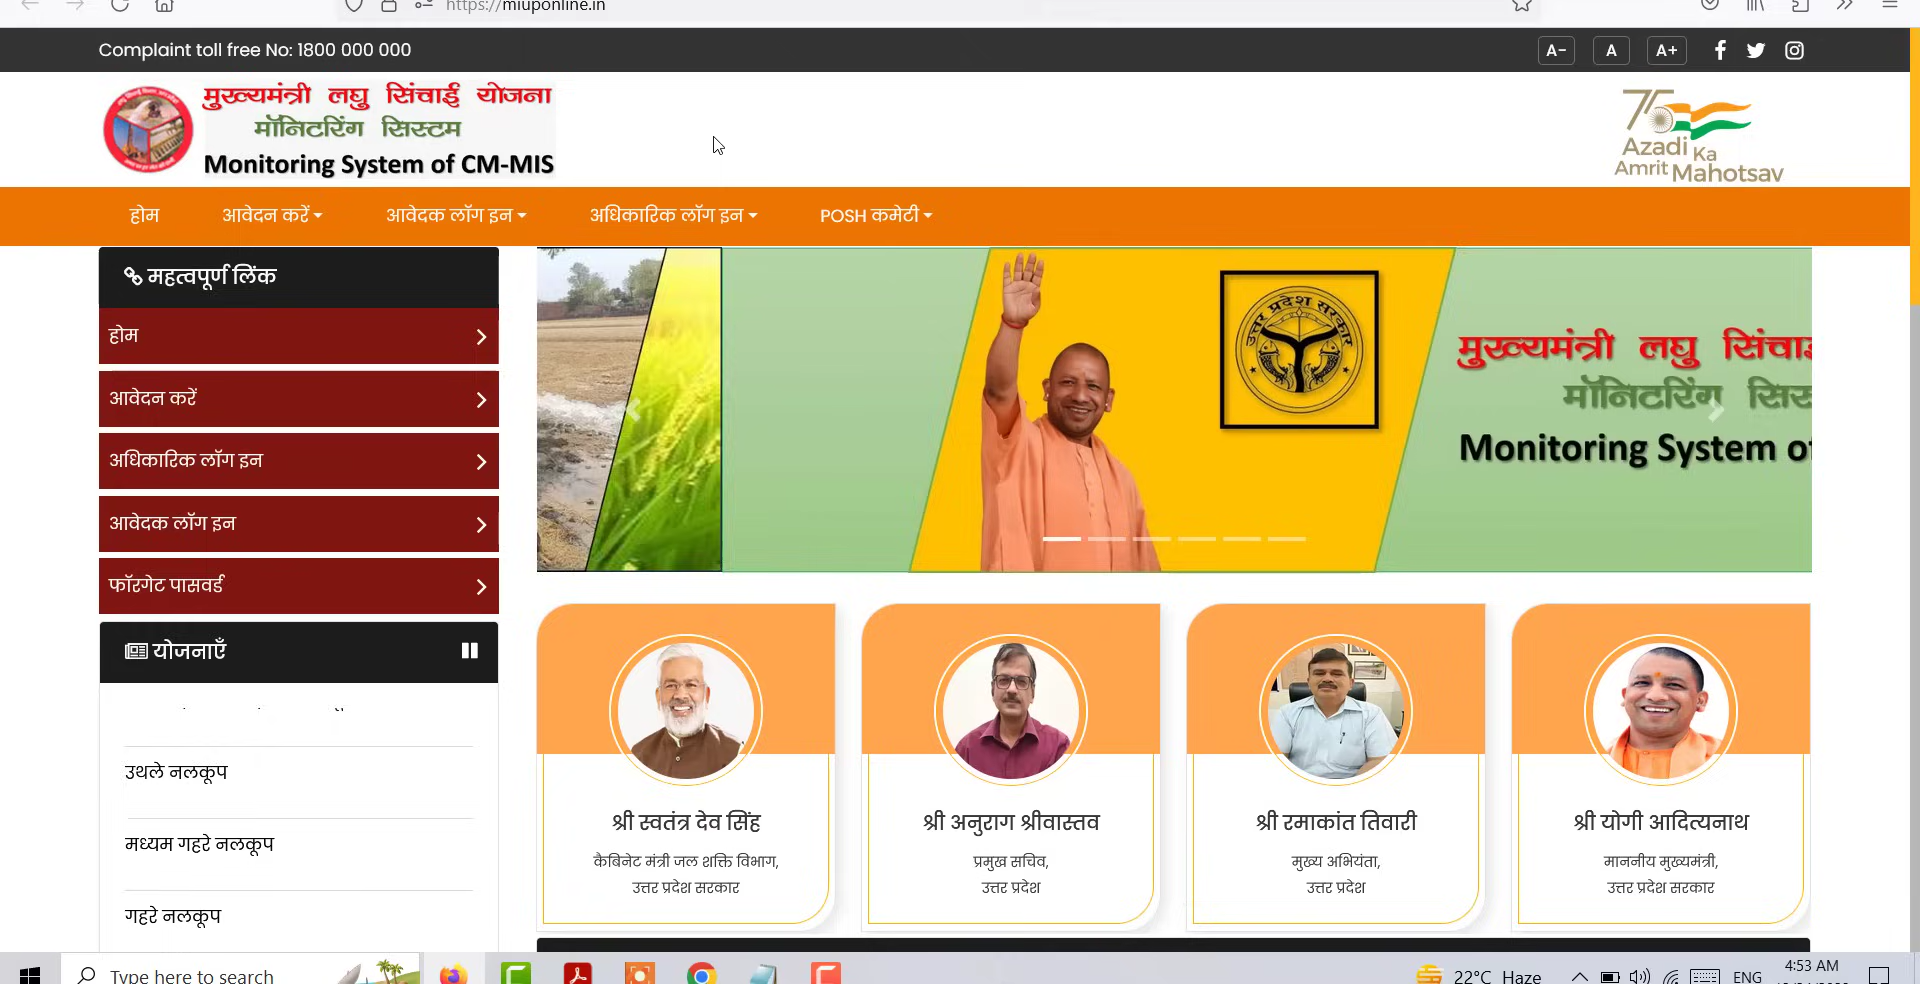 https://miuponline.in
Complaint toll free No: 1800 000 000
A- A A+
मुख्यमंत्री लघु सिंचाई योजना
मॉनिटरिंग सिस्टम
Monitoring System of CM-MIS
75
Azadi Ka
Amrit Mahotsav
होम आवेदन करें आवेदक लॉग इन अधिकारिक लॉग इन POSH कमेटी
महत्वपूर्ण लिंक
होम
आवेदन करें
अधिकारिक लॉग इन
आवेदक लॉग इन
फॉरगेट पासवर्ड
योजनाएँ
उथले नलकूप
मध्यम गहरे नलकूप
गहरे नलकूप
उत्तर प्रदेश सरकार
मुख्यमंत्री लघु
मॉनिटरिंग
Monitoring System
श्री स्वतंत्र देव सिंह
कैबिनेट मंत्री जल शक्ति विभाग,
उत्तर प्रदेश सरकार
श्री अनुराग श्रीवास्तव
प्रमुख सचिव,
उत्तर प्रदेश
श्री रमाकांत तिवारी
मुख्य अभियंता,
उत्तर प्रदेश
श्री योगी आदित्यनाथ
माननीय मुख्यमंत्री,
उत्तर प्रदेश सरकार
Type here to search
22°C Haze
ENG
4:53 AM